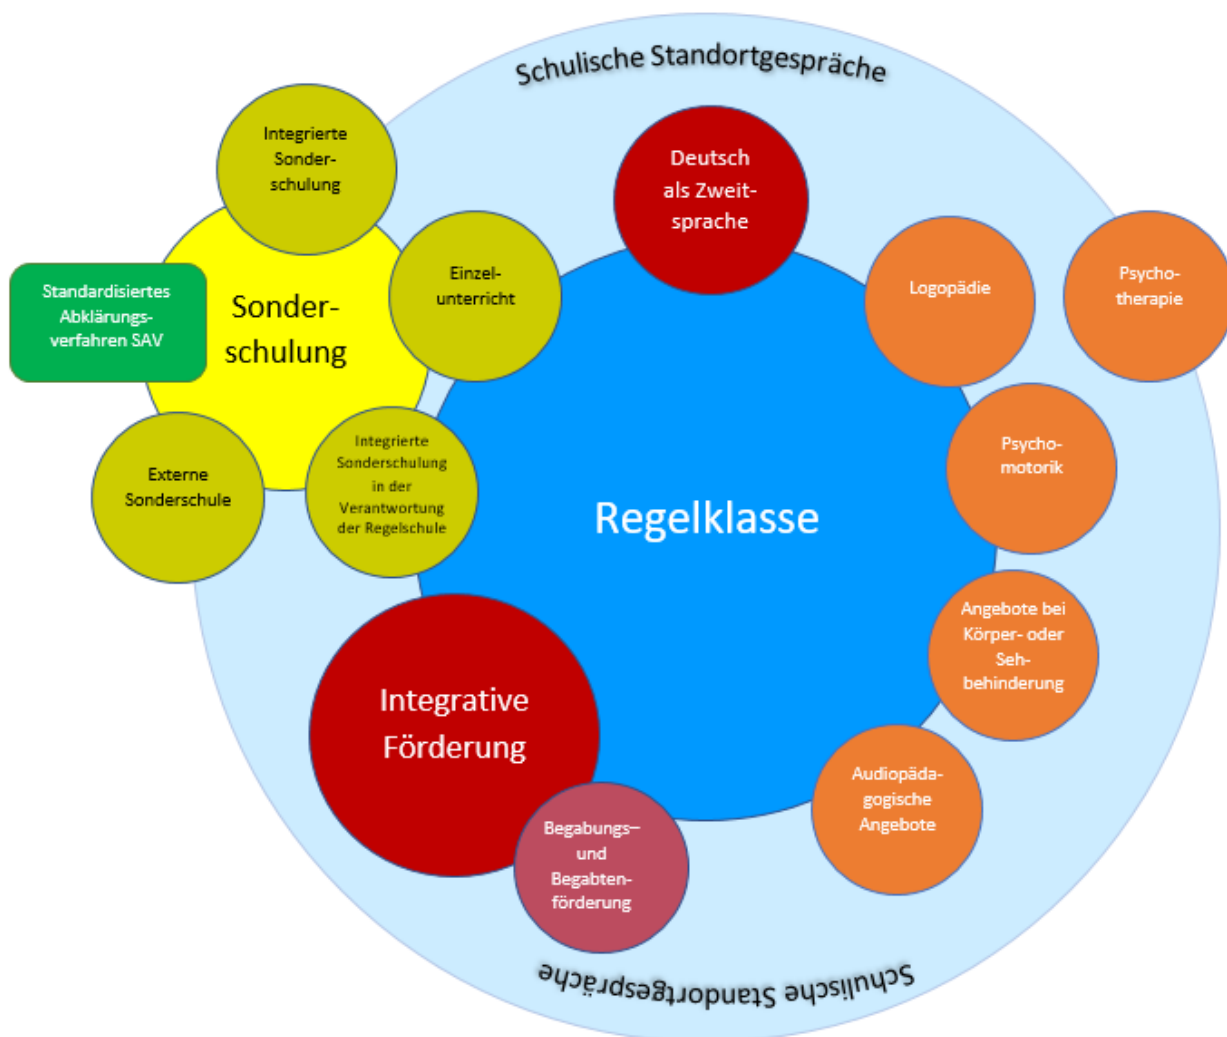 Schulische Standortgespräche
Integrierte
Sonder-
schulung
Deutsch
als Zweit-
sprache
Einzel-
unterricht
Logopädie
Psycho-
therapie
Standardisiertes
Abklärungs-
verfahren SAV
Sonder-
schulung
Externe
Sonderschule
Integrierte
Sonderschulung
in der
Verantwortung
der Regelschule
Psycho-
motorik
Regelklasse
Angebote bei
Körper- oder
Seh-
behinderung
Integrative
Förderung
Audiopäda-
gogische
Angebote
Begabungs–
und
Begabten-
förderung
Schulische Standortgespräche